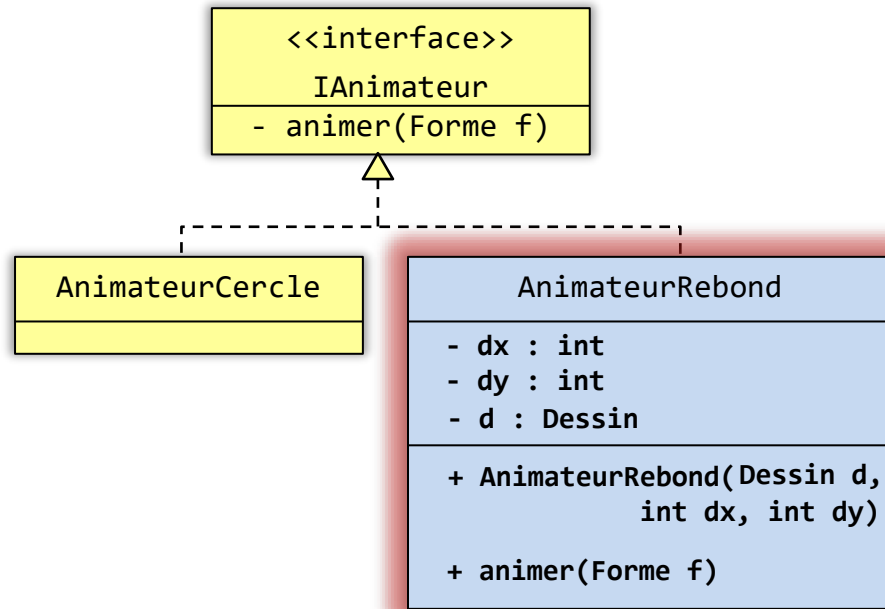 <<interface>>
IAnimateur
- animer(Forme f)
AnimateurCercle
AnimateurRebond
- dx : int
- dy : int
- d : Dessin
+ AnimateurRebond(Dessin d,
int dx, int dy)
+ animer(Forme f)